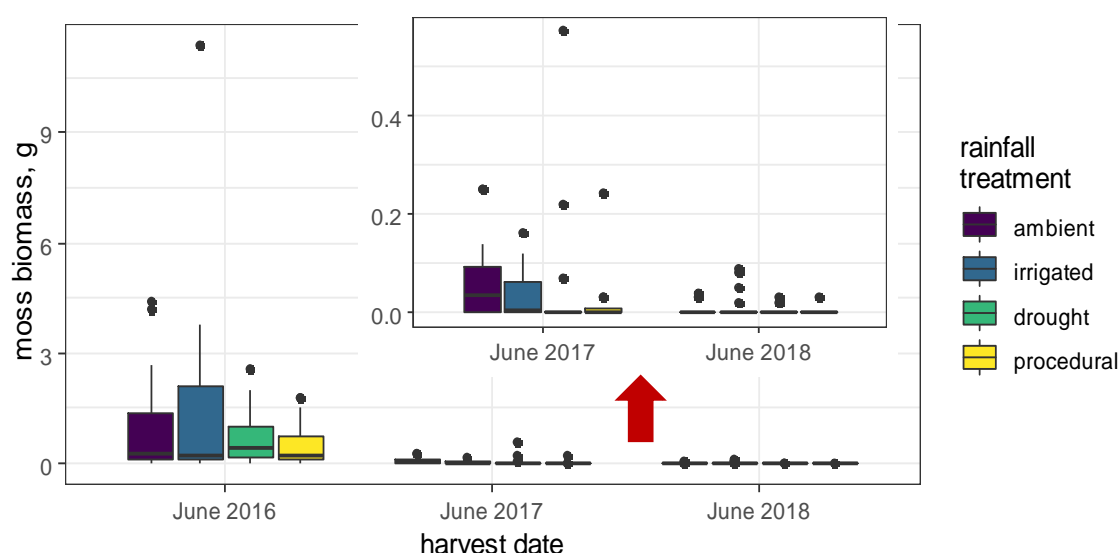 moss biomass, g
9
6
3
0
0.4
0.2
0.0
June 2017
June 2018
June 2016
June 2017
June 2018
harvest date
rainfall
treatment
ambient
irrigated
drought
procedural